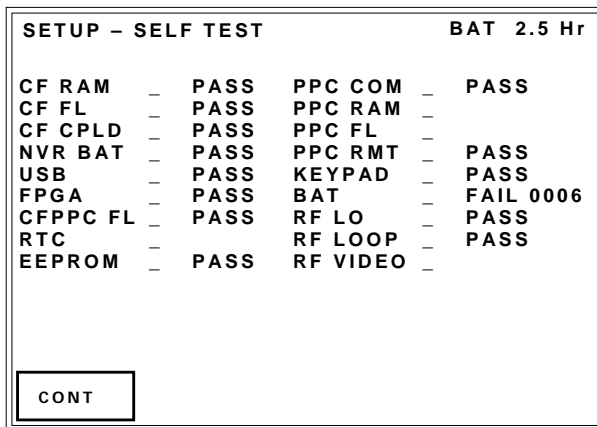 SETUP – SELF TEST BAT 2.5 Hr
CF RAM _ PASS PPC COM _ PASS
CF FL _ PASS PPC RAM _
CF CPLD _ PASS PPC FL _
NVR BAT _ PASS PPC RMT _ PASS
USB _ PASS KEYPAD _ PASS
FPGA _ PASS BAT _ FAIL 0006
CFPPC FL _ PASS RF LO _ PASS
RTC _ RF LOOP _ PASS
EEPROM _ PASS RF VIDEO _
CONT